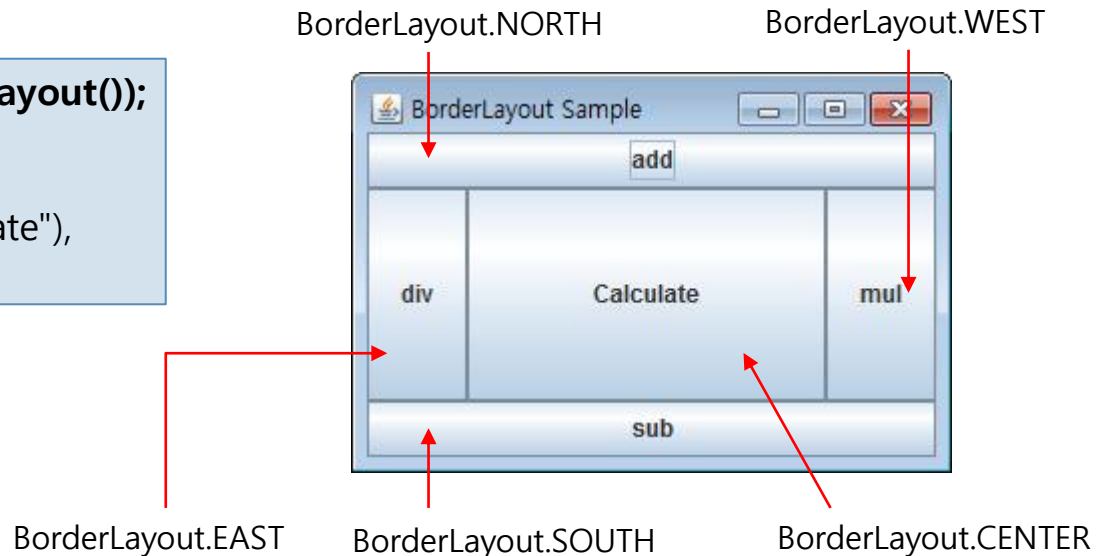 BorderLayout.NORTH
BorderLayout.WEST
ayout());
ate"),
BorderLayout Sample
add
div
Calculate
mul
sub
BorderLayout.EAST
BorderLayout.SOUTH
BorderLayout.CENTER